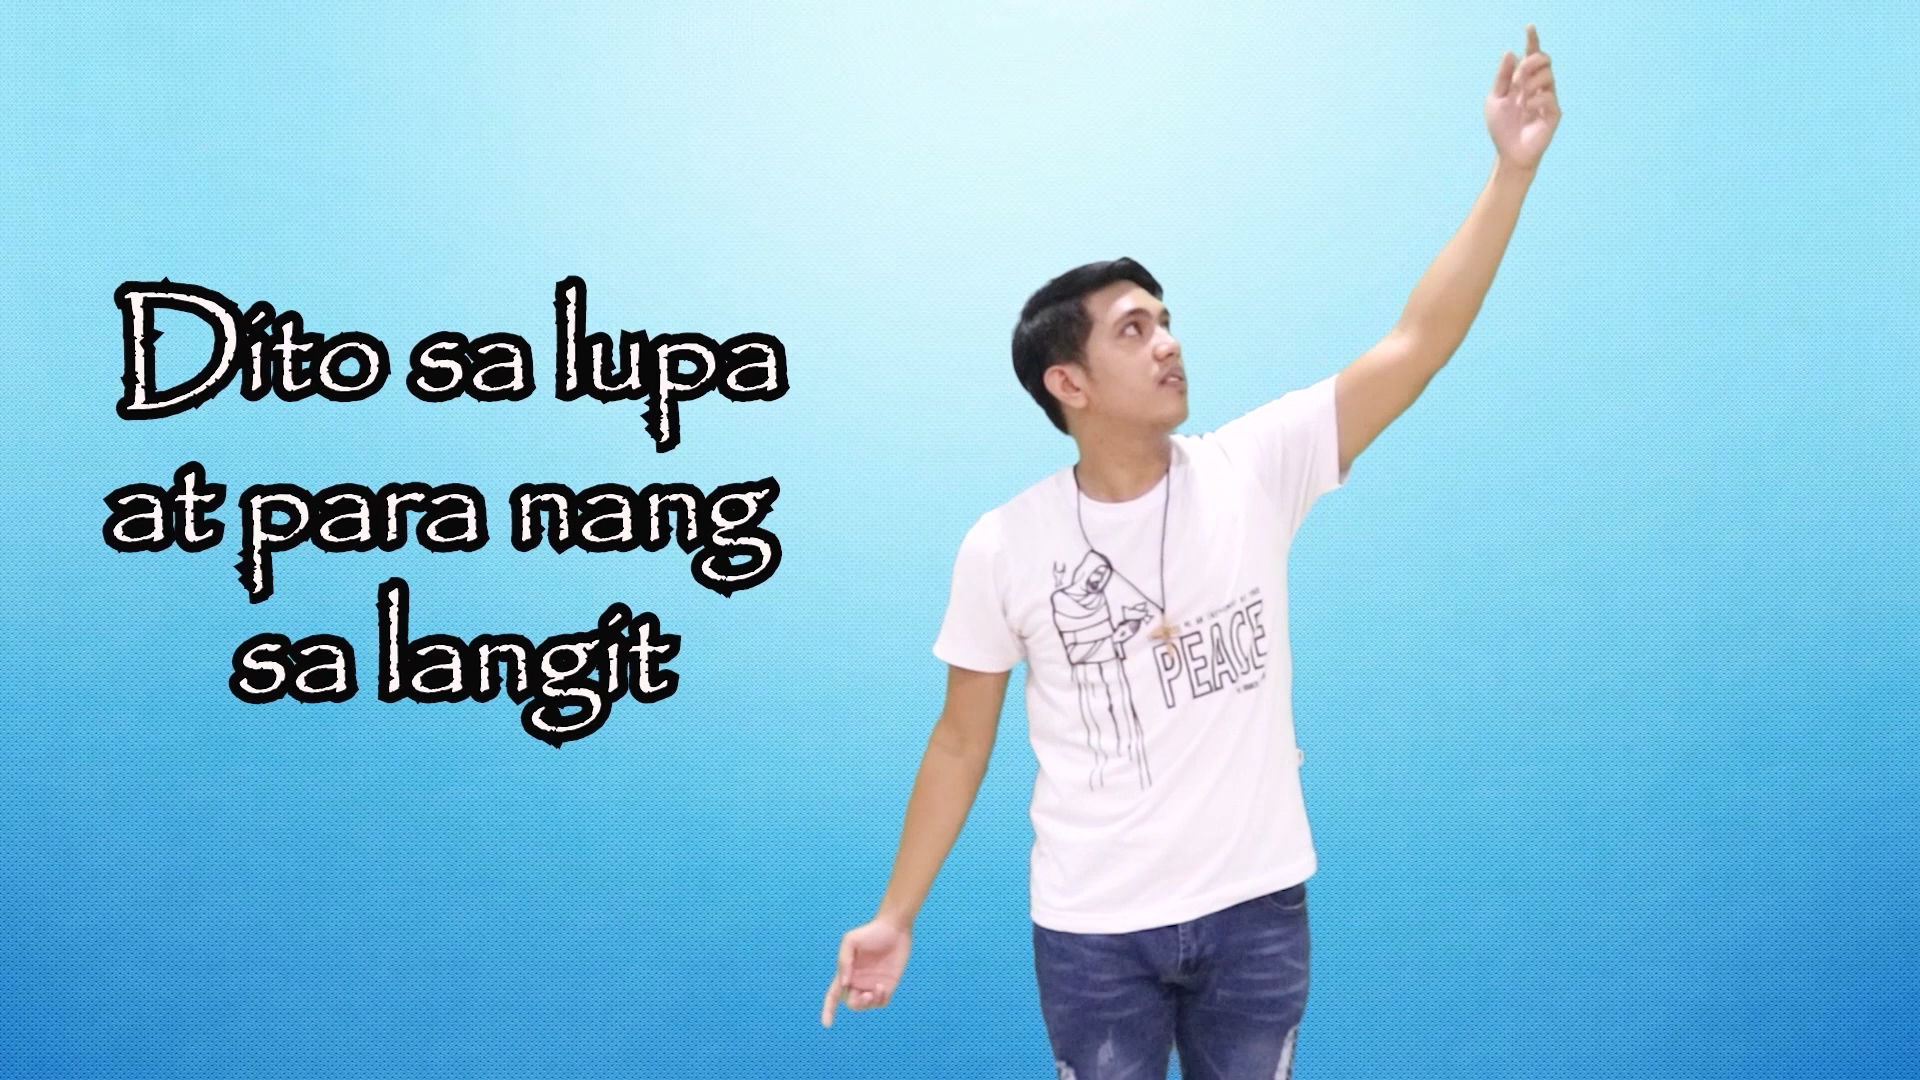 Dito sa lupa
at para nang
sa langit
PEACE